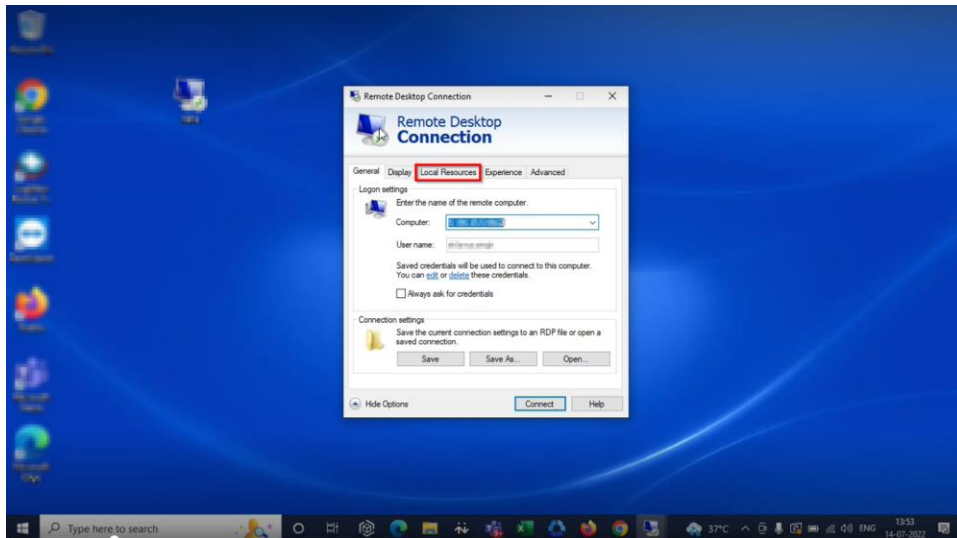 Remote Desktop Connection
Remote Desktop
Connection
General Display Local Resources Experience Advanced
Logon settings
Enter the name of the remote computer.
Computer:
User name:
Saved credentials will be used to connect to this computer.
You can edit or delete these credentials.
Always ask for credentials
Connection settings
Save the current connection settings to an RDP file or open a
saved connection.
Save Save As... Open...
Hide Options Connect Help
Type here to search 37°C ENG 13:53
14-07-2022